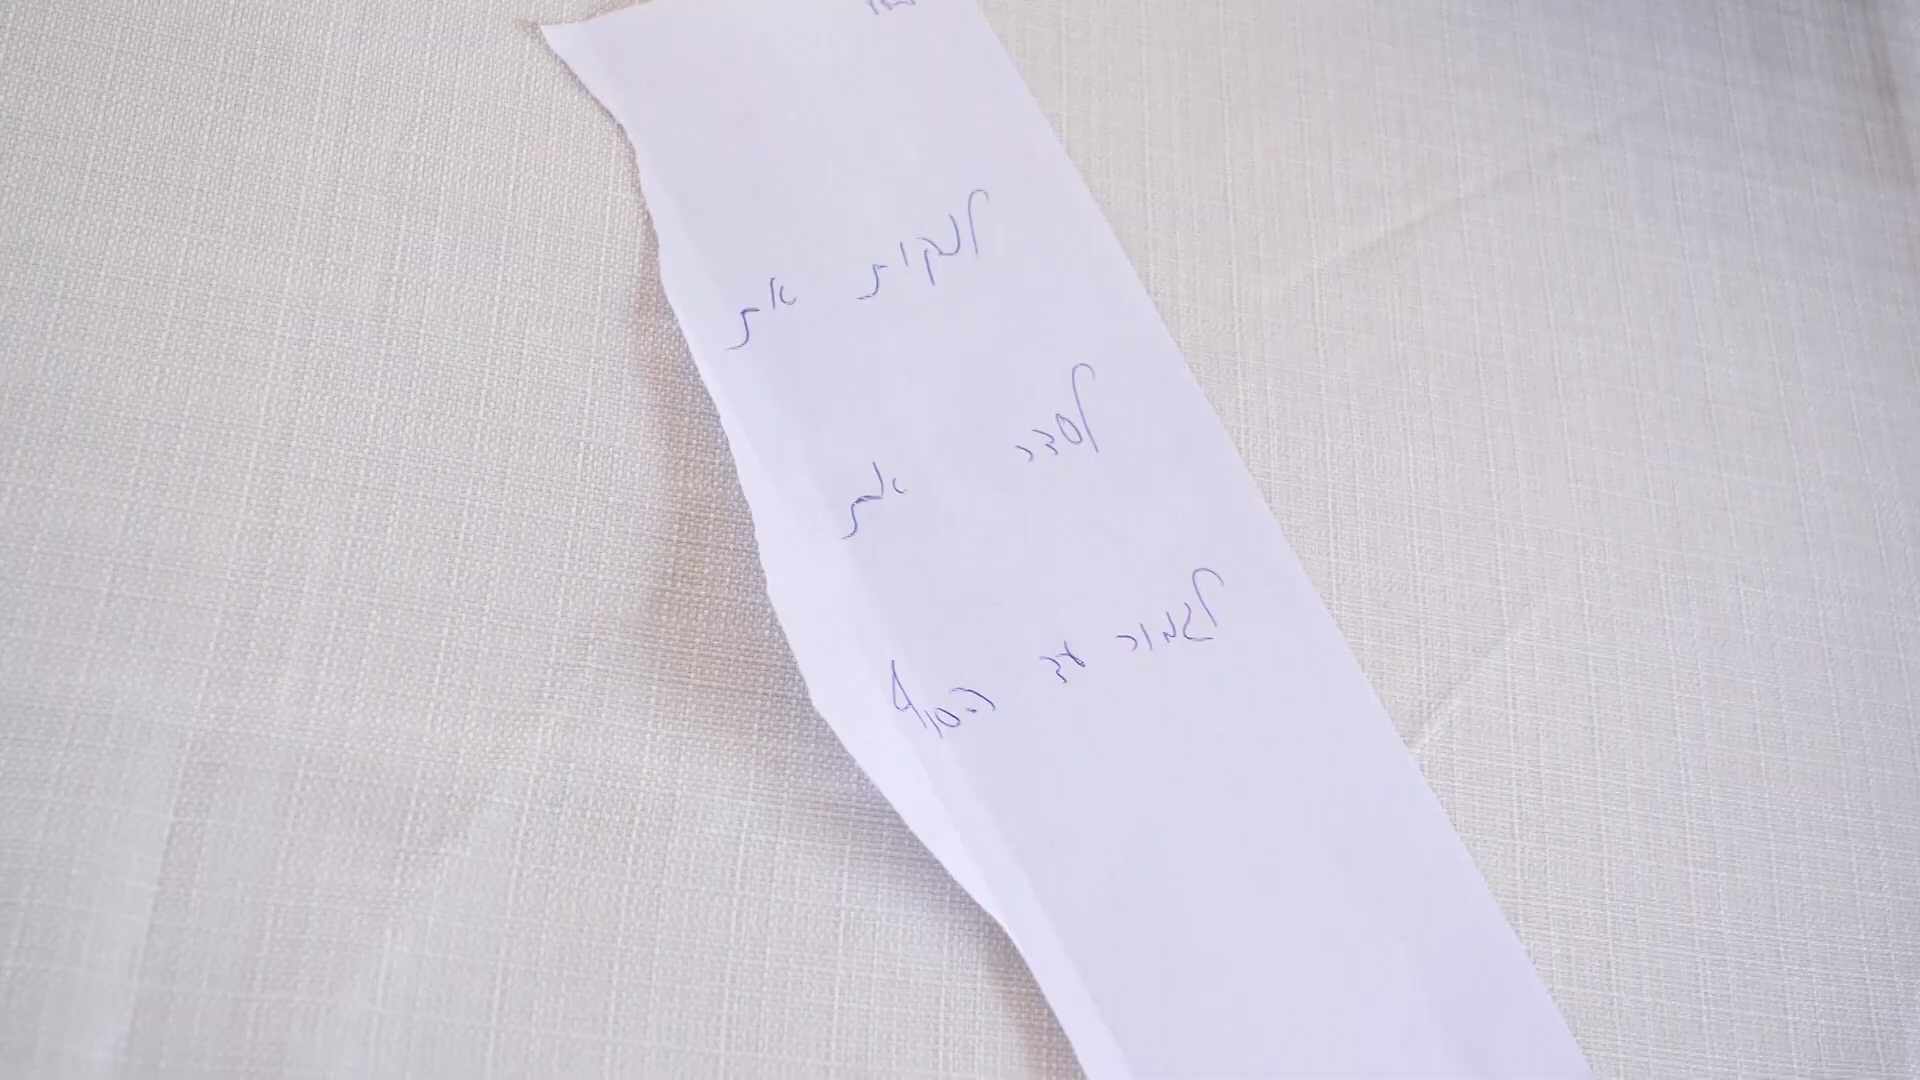 לנקות את
לסדר את
לגמור עד הסוף